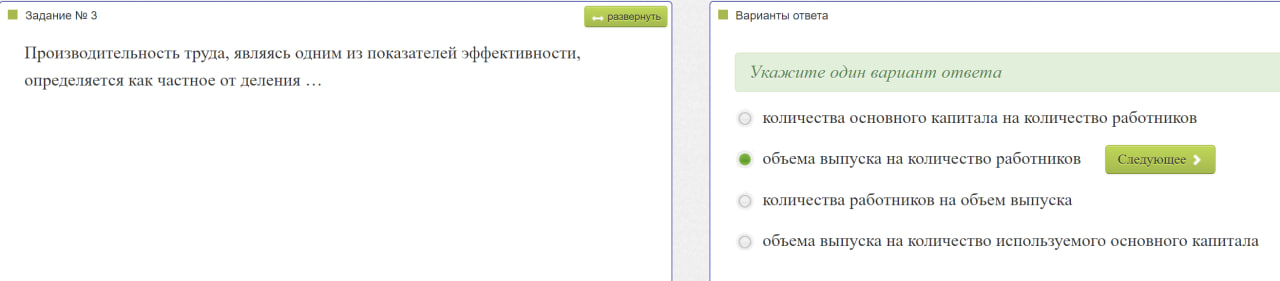 Задание № 3
развернуть
Производительность труда, являясь одним из показателей эффективности,
определяется как частное от деления …
Варианты ответа
Укажите один вариант ответа
количества основного капитала на количество работников
объема выпуска на количество работников
Следующее
количества работников на объем выпуска
объема выпуска на количество используемого основного капитала